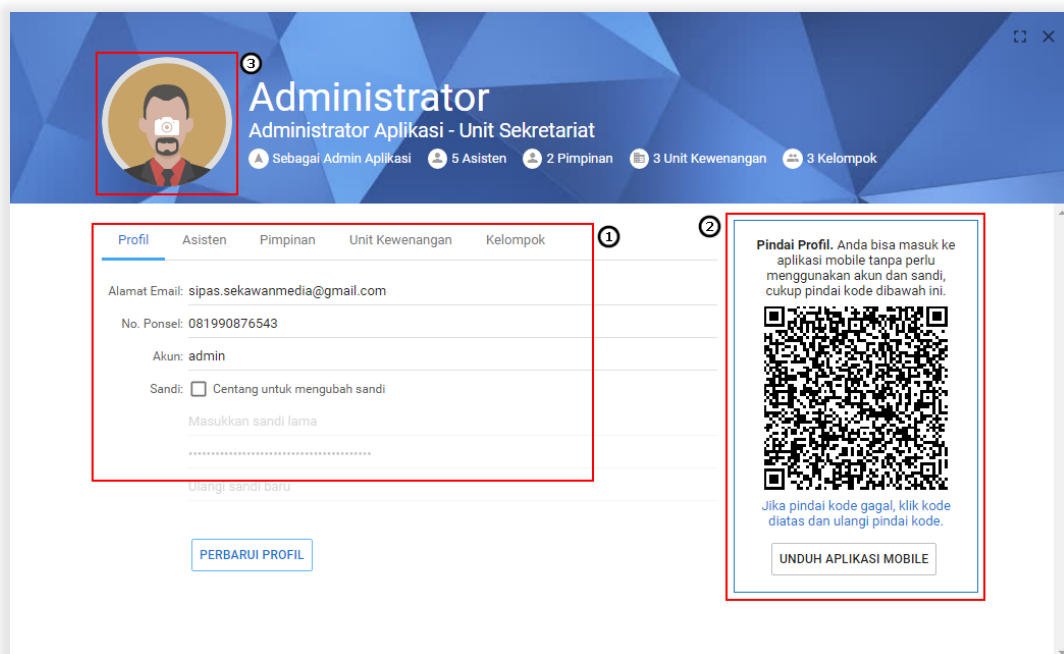 ③
Administrator
Administrator Aplikasi - Unit Sekretariat
Sebagai Admin Aplikasi 5 Asisten 2 Pimpinan 3 Unit Kewenangan 3 Kelompok
Profil Asisten Pimpinan Unit Kewenangan Kelompok
①
Alamat Email: sipas.sekawanmedia@gmail.com
No. Ponsel: 081990876543
Akun: admin
Sandi: Centang untuk mengubah sandi
Masukkan sandi lama
Ulangi sandi baru
PERBARUI PROFIL
②
Pindai Profil. Anda bisa masuk ke
aplikasi mobile tanpa perlu
menggunakan akun dan sandi,
cukup pindai kode dibawah ini.
Jika pindai kode gagal, klik kode
diatas dan ulangi pindai kode.
UNDUH APLIKASI MOBILE